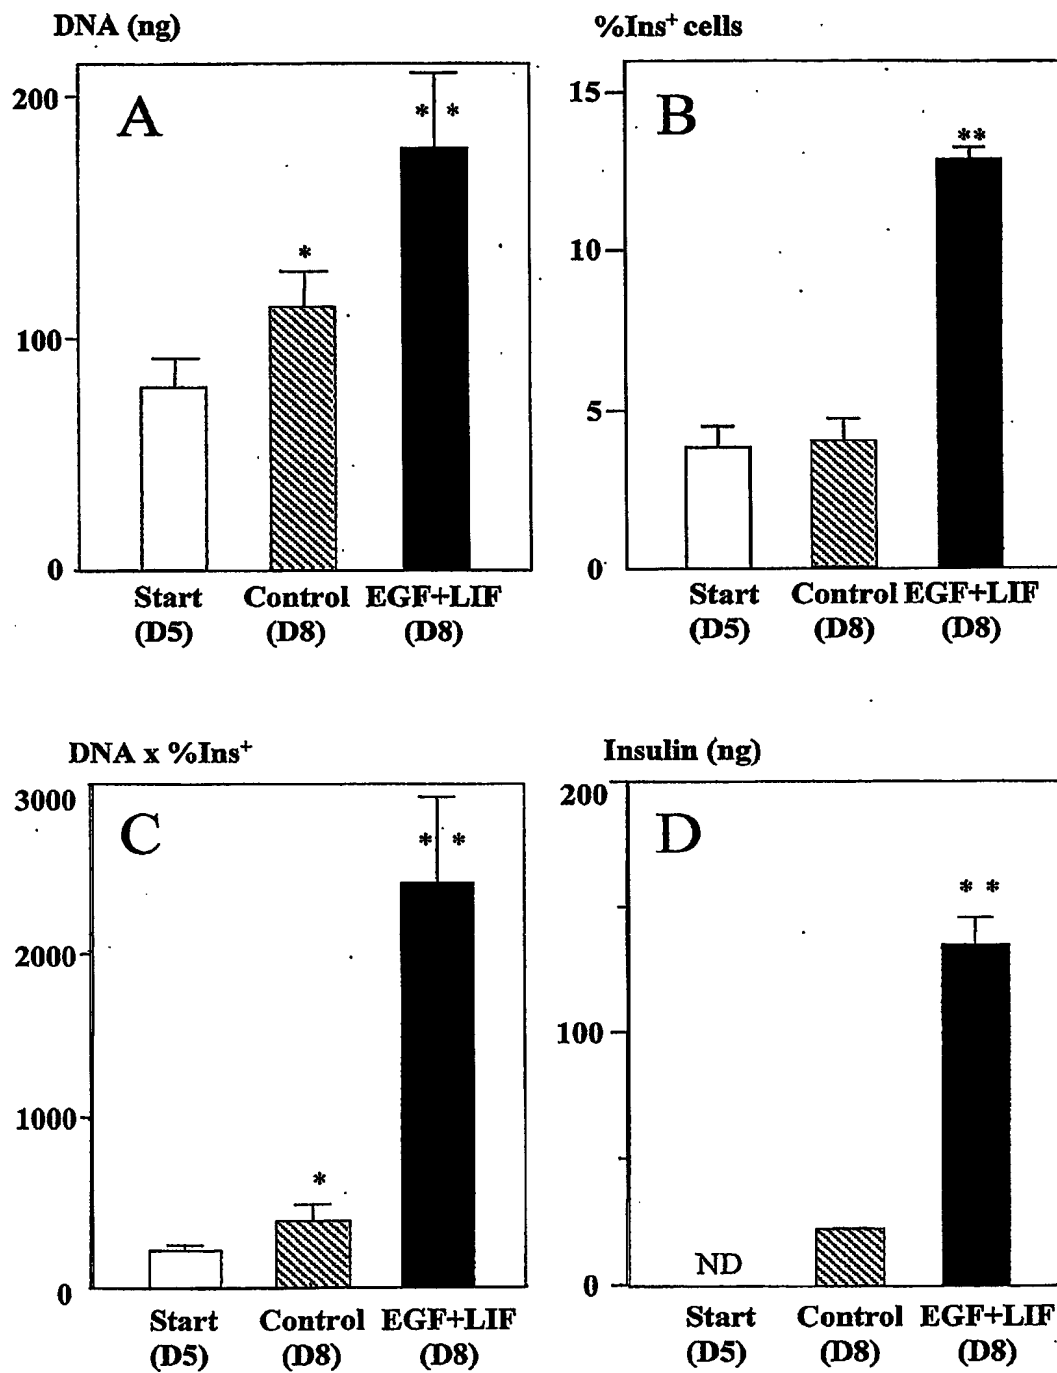 DNA (ng)
A
200
100
0
* *
*
Start Control EGF+LIF
(D5) (D8) (D8)
%Ins⁺ cells
B
15
10
5
0
**
Start Control EGF+LIF
(D5) (D8) (D8)
DNA x %Ins⁺
C
3000
2000
1000
0
* *
*
Start Control EGF+LIF
(D5) (D8) (D8)
Insulin (ng)
D
200
100
0
* *
ND
Start Control EGF+LIF
(D5) (D8) (D8)